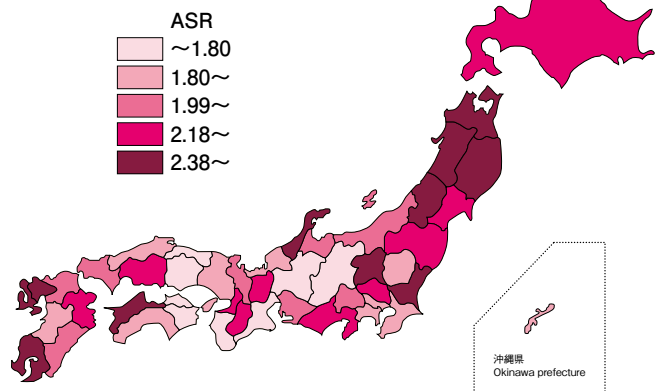 ASR
〜1.80
1.80〜
1.99〜
2.18〜
2.38〜
沖縄県
Okinawa prefecture